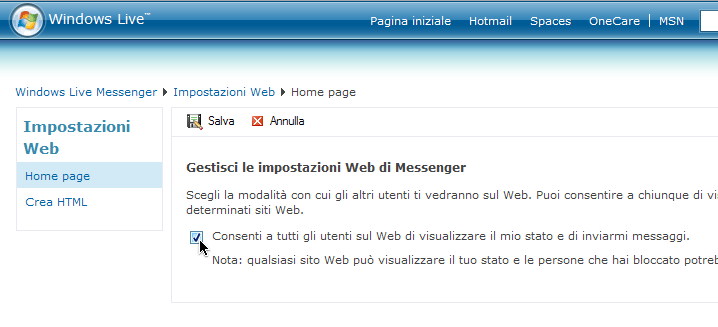 Windows Live™
Pagina iniziale Hotmail Spaces OneCare MSN
Windows Live Messenger Impostazioni Web Home page
Impostazioni
Web
Home page
Crea HTML
Salva Annulla
Gestisci le impostazioni Web di Messenger
Scegli la modalità con cui gli altri utenti ti vedranno sul Web. Puoi consentire a chiunque di
determinati siti Web.
Consenti a tutti gli utenti sul Web di visualizzare il mio stato e di inviarmi messaggi.
Nota: qualsiasi sito Web può visualizzare il tuo stato e le persone che hai bloccato